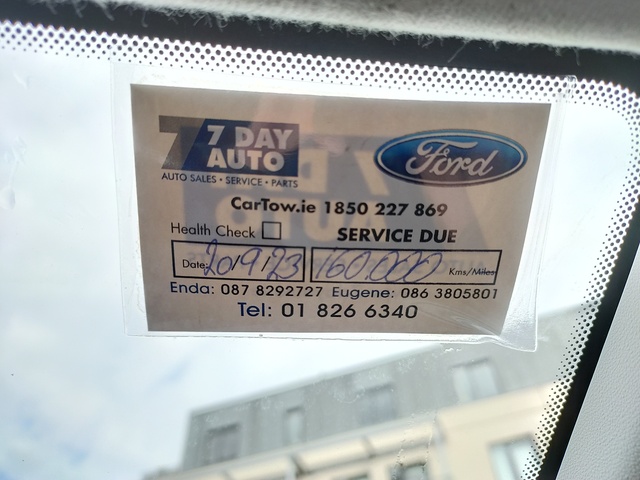 7 DAY
AUTO
AUTO SALES • SERVICE • PARTS
Ford
CarTow.ie 1850 227 869
Health Check SERVICE DUE
Date: 20/9/23 160.000 Kms/Miles
Enda: 087 8292727 Eugene: 086 3805801
Tel: 01 826 6340